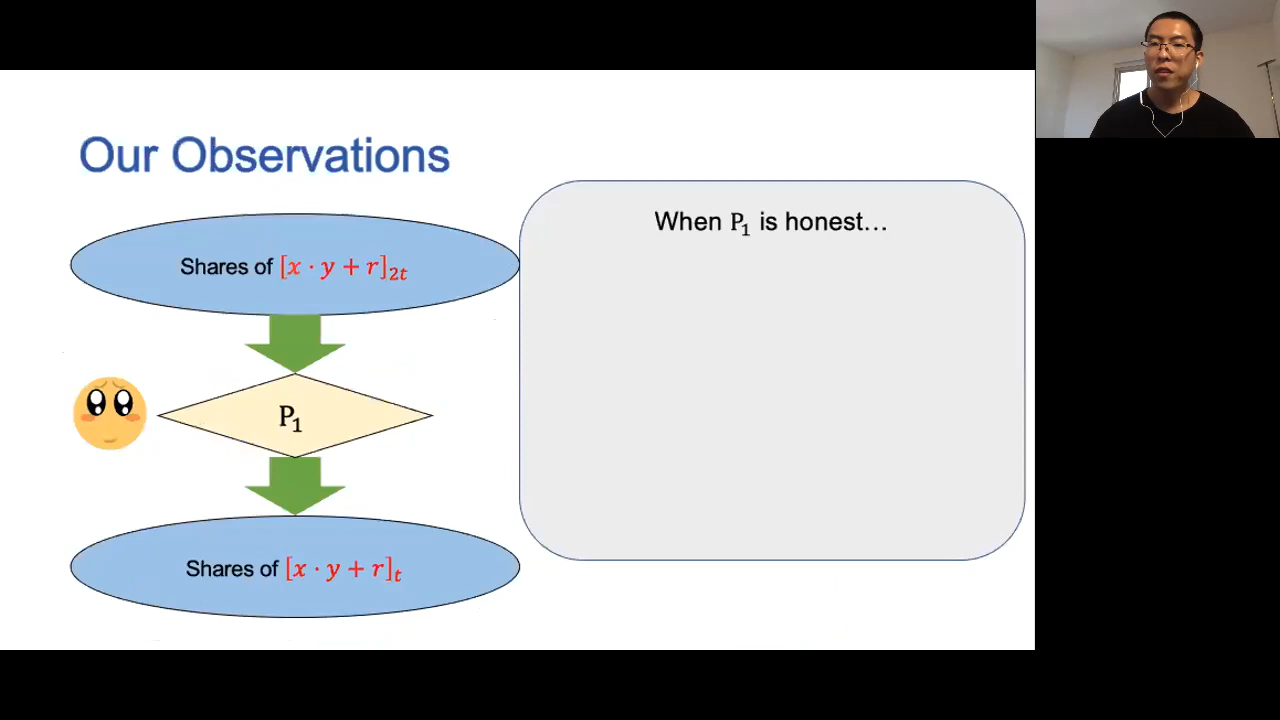 Our Observations
Shares of [x · y + r]₂ₜ
When P₁ is honest…
P₁
Shares of [x · y + r]ₜ